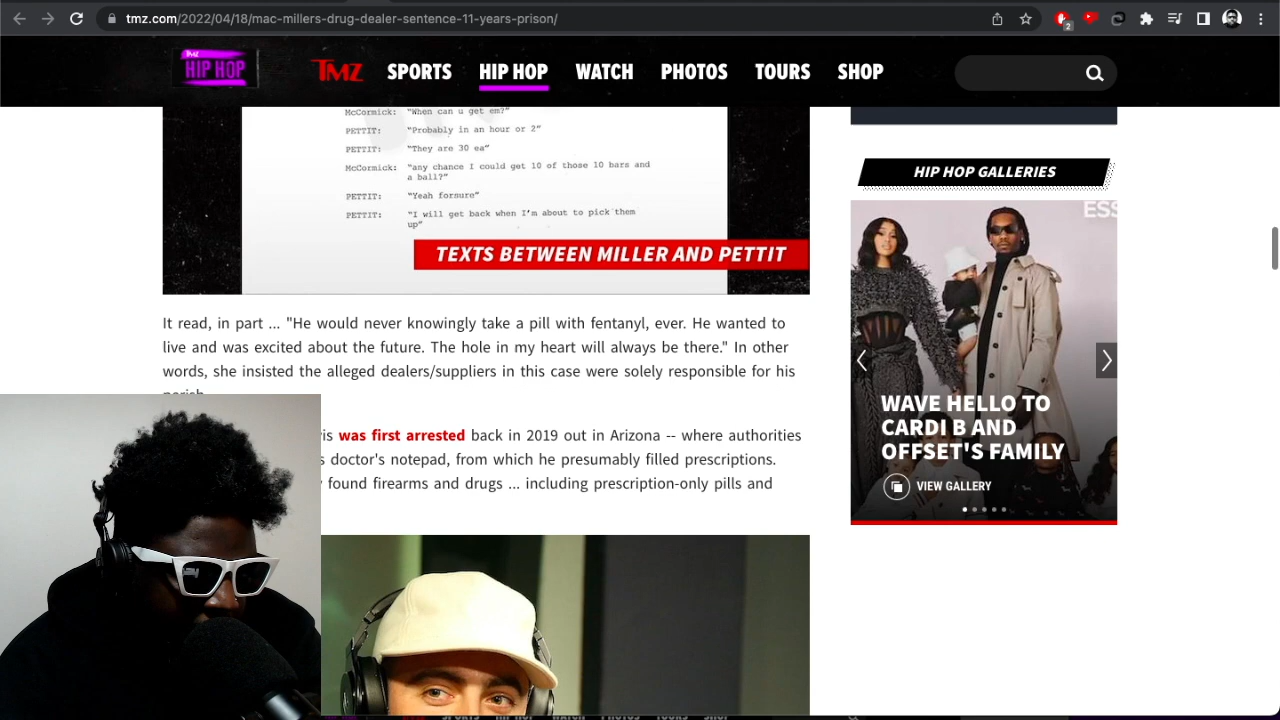 tmz.com/2022/04/18/mac-millers-drug-dealer-sentence-11-years-prison/
2
TMZ
HIP HOP
TMZ
SPORTS
HIP HOP
WATCH
PHOTOS
TOURS
SHOP
McCormick: "When can u get em?"
PETTIT: "Probably in an hour or 2"
PETTIT: "They are 30 ea"
McCormick: "any chance I could get 10 of those 10 bars and
a ball?"
PETTIT: "Yeah forsure"
PETTIT: "I will get back when I'm about to pick them
up"
TEXTS BETWEEN MILLER AND PETTIT
It read, in part ... "He would never knowingly take a pill with fentanyl, ever. He wanted to
live and was excited about the future. The hole in my heart will always be there." In other
words, she insisted the alleged dealers/suppliers in this case were solely responsible for his
was first arrested back in 2019 out in Arizona -- where authorities
doctor's notepad, from which he presumably filled prescriptions.
found firearms and drugs ... including prescription-only pills and
HIP HOP GALLERIES
ESS
WAVE HELLO TO
CARDI B AND
OFFSET'S FAMILY
VIEW GALLERY